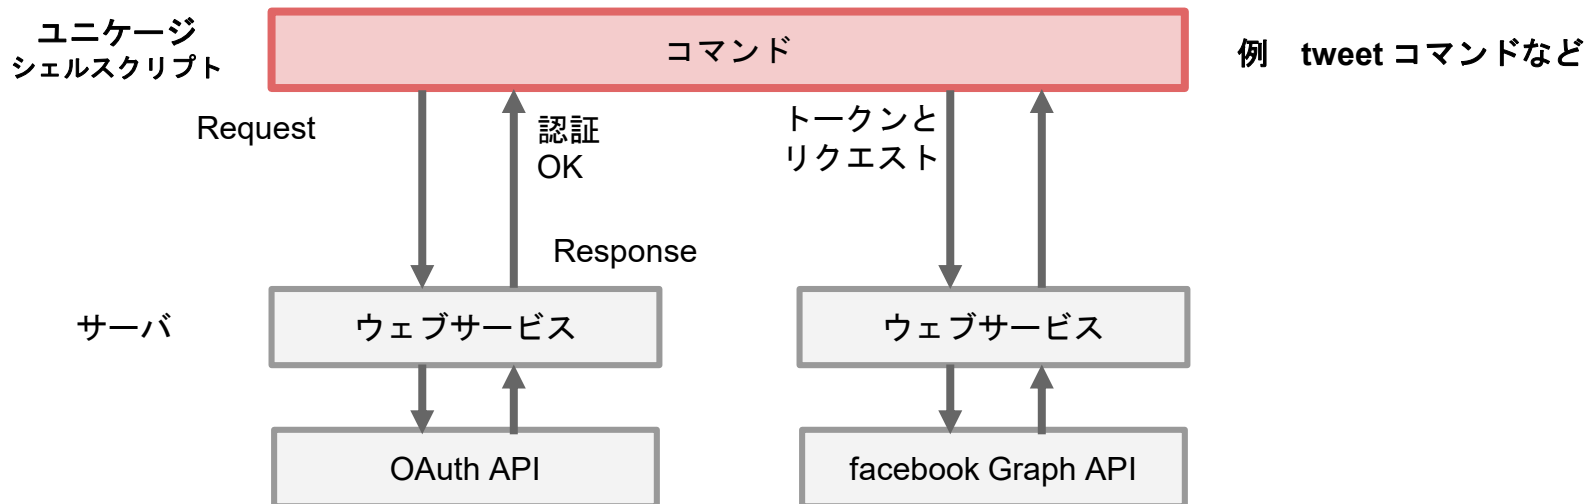 ユニケージ
シェルスクリプト
コマンド
例　tweet コマンドなど
Request
認証
OK
トークンと
リクエスト
Response
サーバ
ウェブサービス
ウェブサービス
OAuth API
facebook Graph API